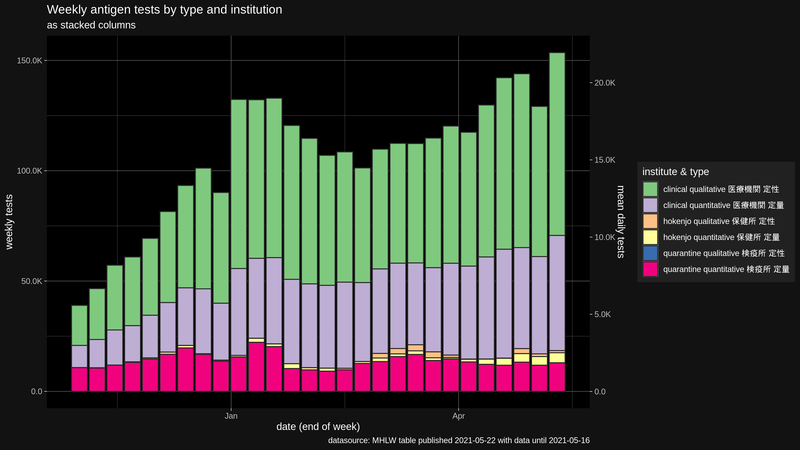 Weekly antigen tests by type and institution
as stacked columns
150.0K
100.0K
50.0K
0.0
weekly tests
20.0K
15.0K
10.0K
5.0K
0.0
mean daily tests
Jan
Apr
date (end of week)
datasource: MHLW table published 2021-05-22 with data until 2021-05-16
institute & type
clinical qualitative 医療機関 定性
clinical quantitative 医療機関 定量
hokenjo qualitative 保健所 定性
hokenjo quantitative 保健所 定量
quarantine qualitative 検疫所 定性
quarantine quantitative 検疫所 定量